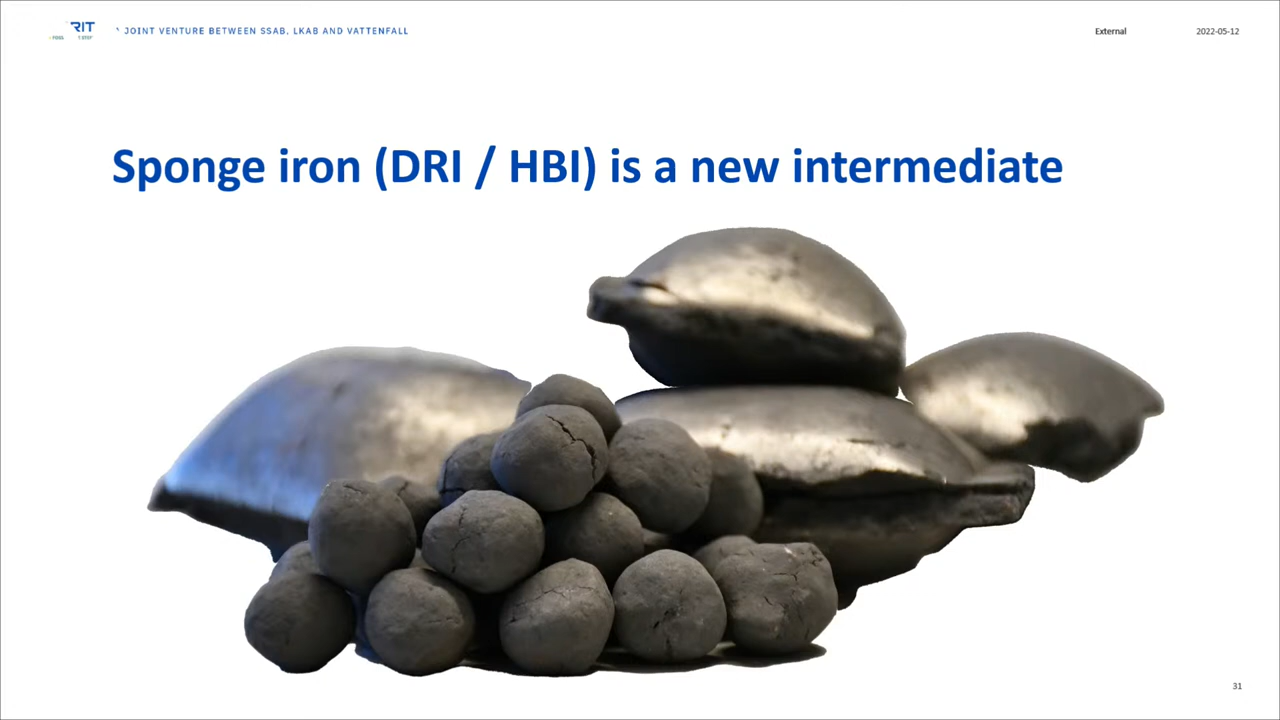 RIT
JOINT VENTURE BETWEEN SSAB, LKAB AND VATTENFALL
External
2022-05-12
Sponge iron (DRI / HBI) is a new intermediate
31